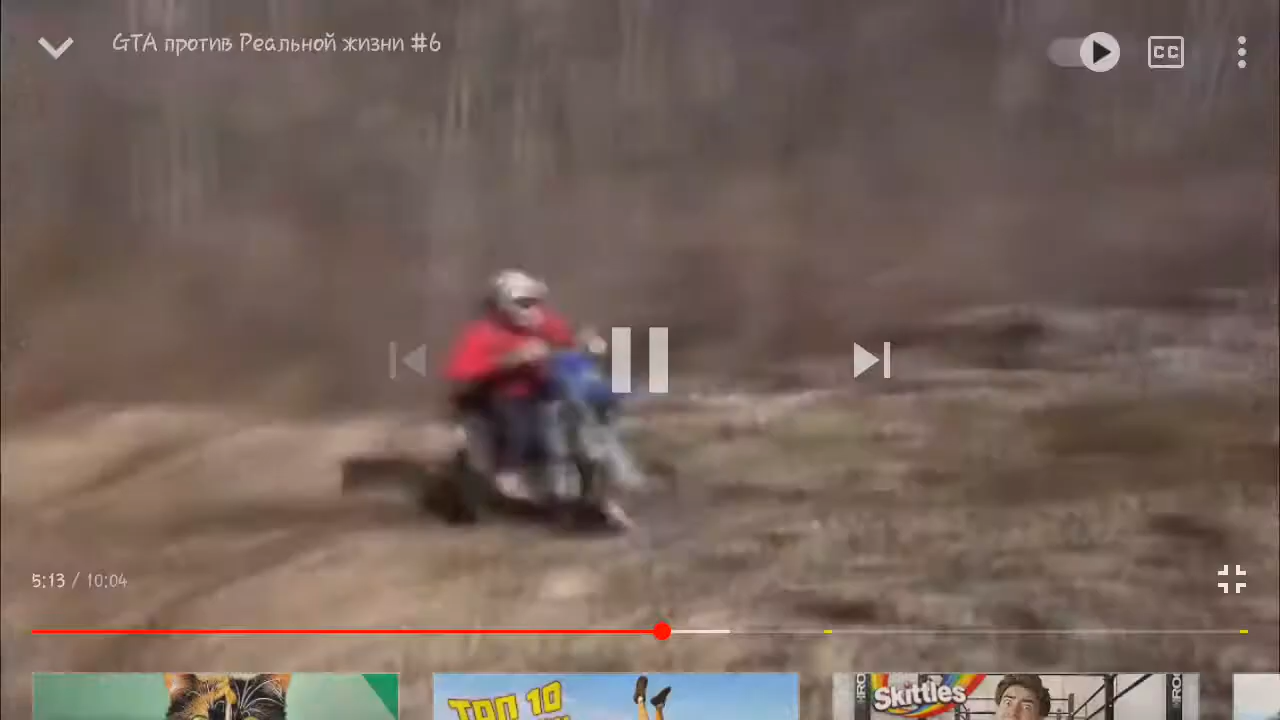 GTA против Реальной жизни #6
CC
5:13 / 10:04
ТОП 10
Skittles